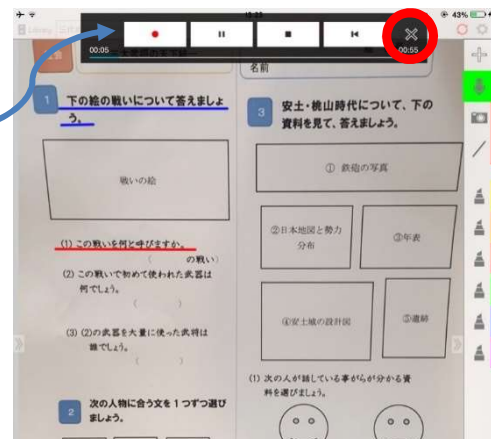 15:25
43%
Library
00:05
00:55
名前
1 下の絵の戦いについて答えましょ
う。
戦いの絵
(1) この戦いを何と呼びますか。
( の戦い)
(2) この戦いで初めて使われた武器は
何でしょう。
( )
(3) (2)の武器を大量に使った武将は
誰でしょう。
( )
2 次の人物に合う文を1つずつ選び
ましょう。
3 安土・桃山時代について、下の
資料を見て、答えましょう。
① 鉄砲の写真
②日本地図と勢力
分布
③年表
④安土城の設計図
⑤遺跡
(1) 次の人が話している事がらが分かる資
料を選びましょう。